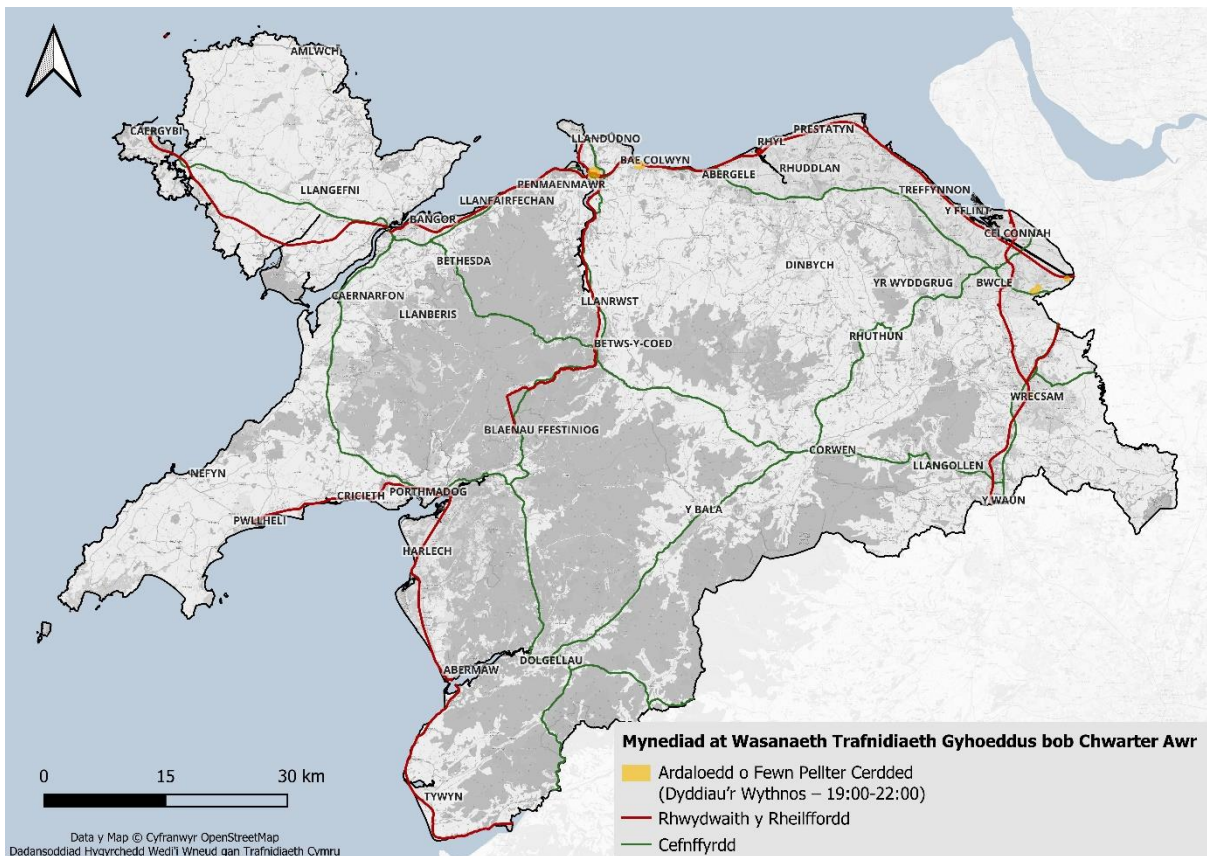 AMLWCH
CAERGYBI
LLANDUDNO
PRESTATYN
RHYL
BAE COLWYN
RHUDDLAN
ABERGELE
LLANGEFNI
PENMAENMAWR
TREFFYNNON
LLANFAIRFECHAN
Y FFLINT
BANGOR
CEI CONNAH
BETHESDA
DINBYCH
YR WYDDGRUG
BWCLE
CAERNARFON
LLANRWST
LLANBERIS
RHUTHUN
BETWS-Y-COED
WRECSAM
BLAENAU FFESTINIOG
CORWEN
LLANGOLLEN
NEFYN
PORTHMADOG
CRICIETH
Y WAUN
Y BALA
PWLLHELI
HARLECH
DOLGELLAU
ABERMAW
TYWYN
0 15 30 km
Data y Map © Cyfranwyr OpenStreetMap
Dadansoddiad Hygyrchedd Wedi'i Wneud gan Trafnidiaeth Cymru
Mynediad at Wasanaeth Trafnidiaeth Gyhoeddus bob Chwarter Awr
Ardaloedd o Fewn Pellter Cerdded
(Dyddiau'r Wythnos – 19:00-22:00)
Rhwydwaith y Rheilffordd
Cefnffyrdd